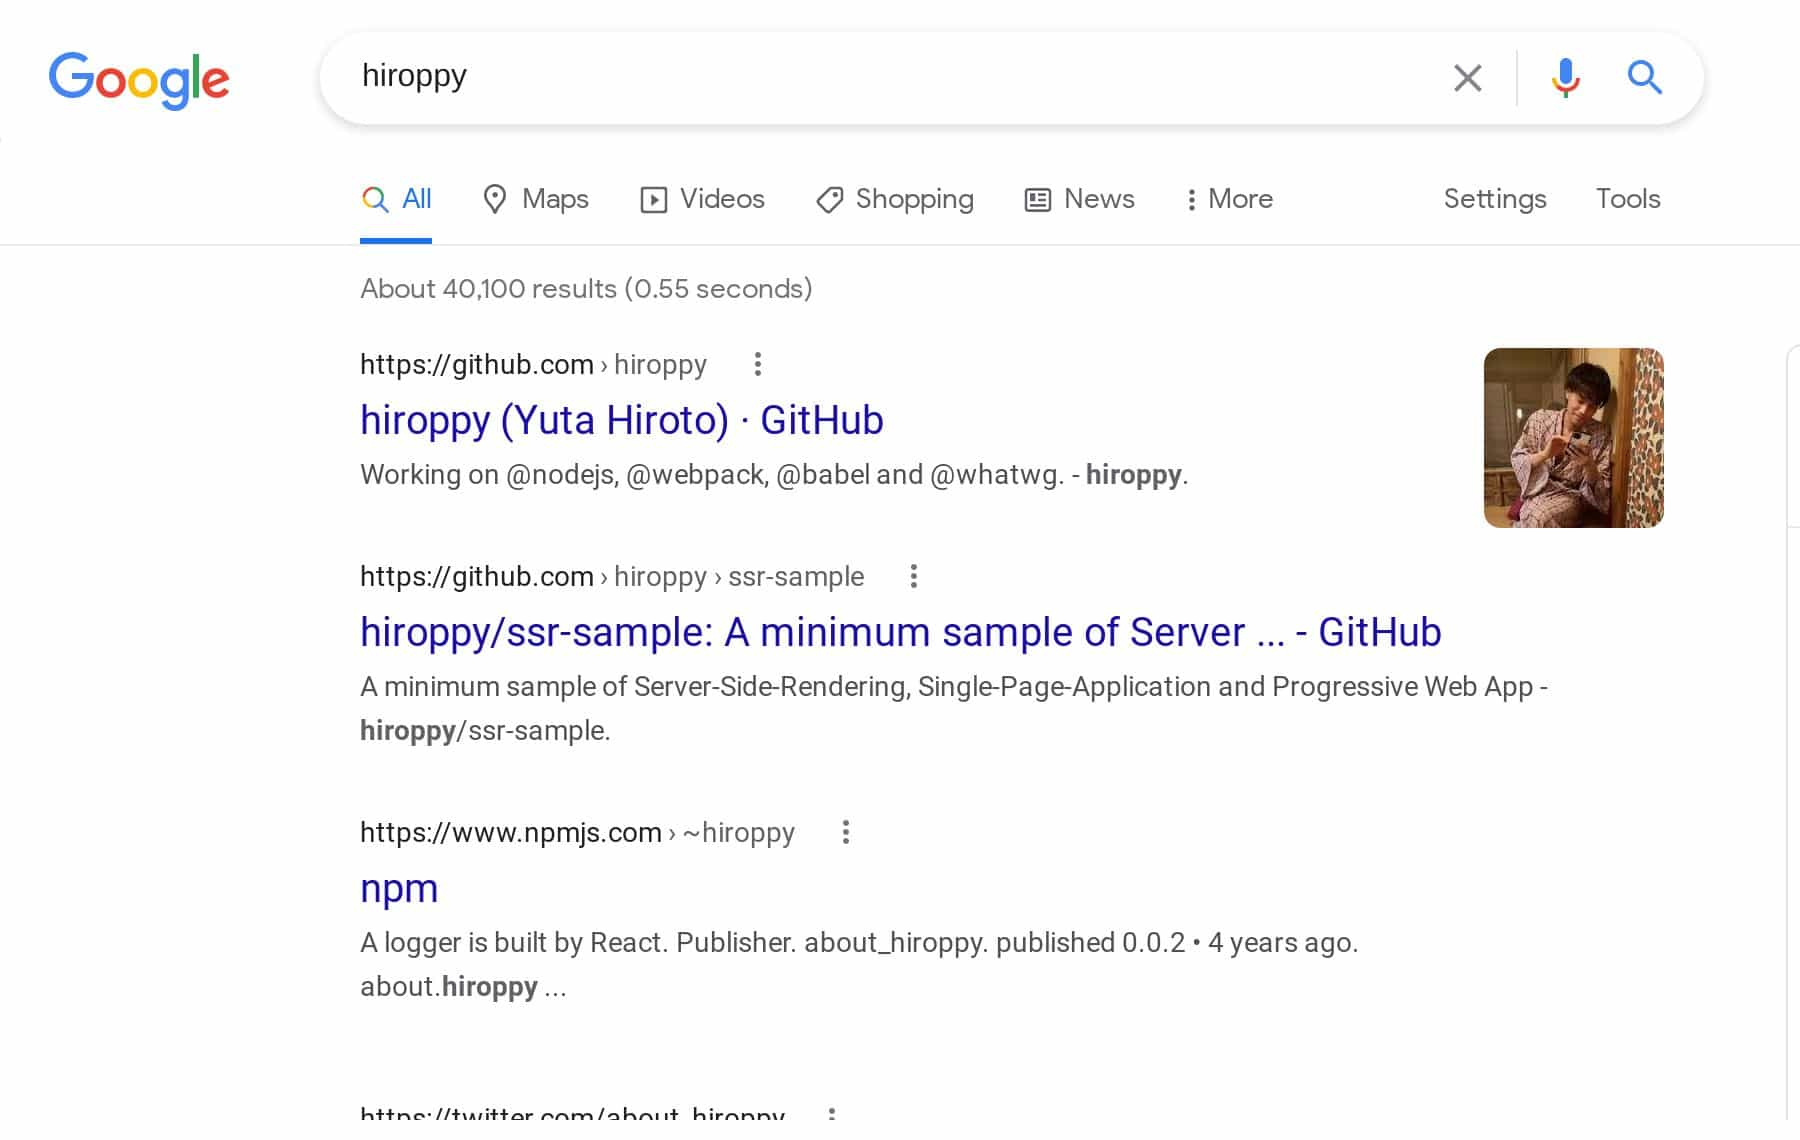 Google
hiroppy
All Maps Videos Shopping News More Settings Tools
About 40,100 results (0.55 seconds)
https://github.com › hiroppy
hiroppy (Yuta Hiroto) · GitHub
Working on @nodejs, @webpack, @babel and @whatwg. - hiroppy.
https://github.com › hiroppy › ssr-sample
hiroppy/ssr-sample: A minimum sample of Server ... - GitHub
A minimum sample of Server-Side-Rendering, Single-Page-Application and Progressive Web App -
hiroppy/ssr-sample.
https://www.npmjs.com › ~hiroppy
npm
A logger is built by React. Publisher. about_hiroppy. published 0.0.2 • 4 years ago.
about.hiroppy ...
https://twitter.com/about_hiroppy